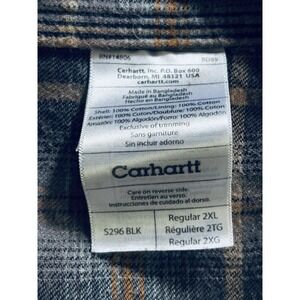 RN#14806
Carhartt, Inc. P.O. Box 600
Dearborn, MI 48121 USA
carhartt.com
Made in Bangladesh
Fabriqué au Bangladesh
Hecho en Bangladesh
Shell: 100% Cotton/Lining: 100% Cotton
100% Coton/Doublure: 100% Coton
100% Algodón/Forro: 100% Algodón
Exclusive of trimming
Sans garniture
Sin incluir adorno
Carhartt
Care on reverse side.
Entretien au verso.
Instrucciones de cuidado al dorso.
S296 BLK
Regular 2XL
Régulière 2TG
Regular 2XG